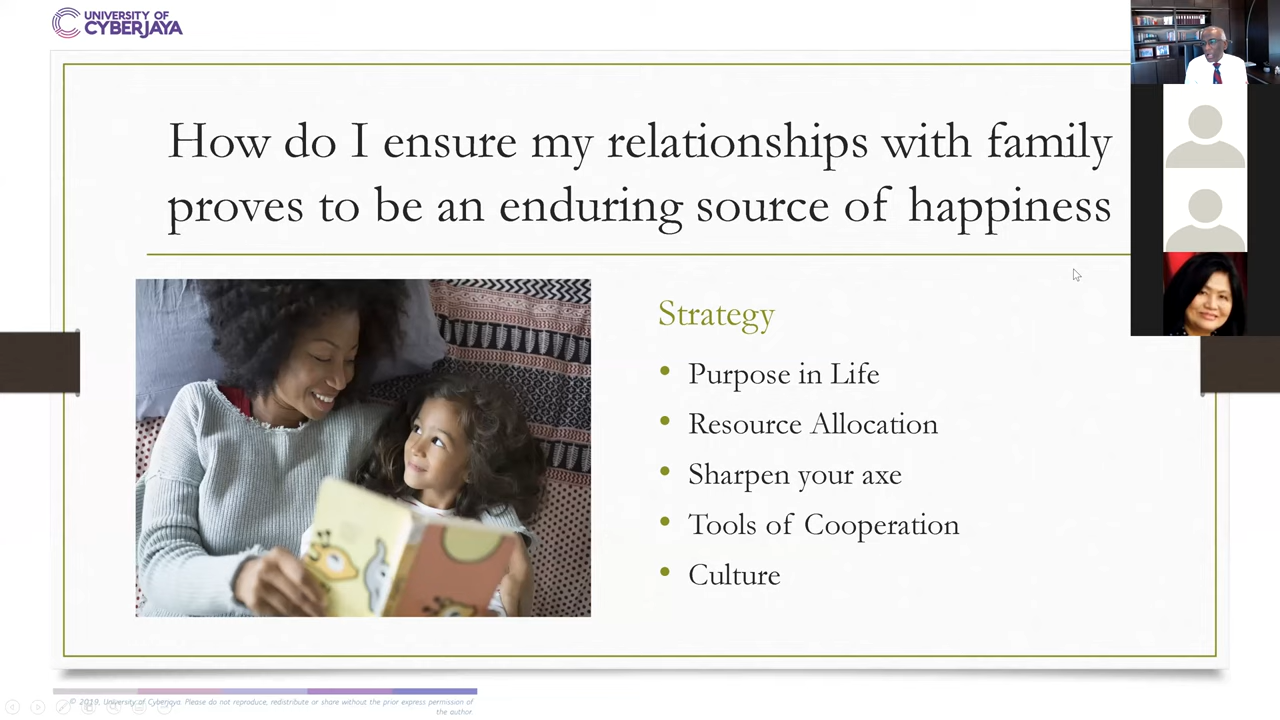 UNIVERSITY OF
CYBERJAYA
How do I ensure my relationships with family
proves to be an enduring source of happiness
Strategy
• Purpose in Life
• Resource Allocation
• Sharpen your axe
• Tools of Cooperation
• Culture
© 2019, University of Cyberjaya. Please do not reproduce, redistribute or share without the prior express permission of
the author.